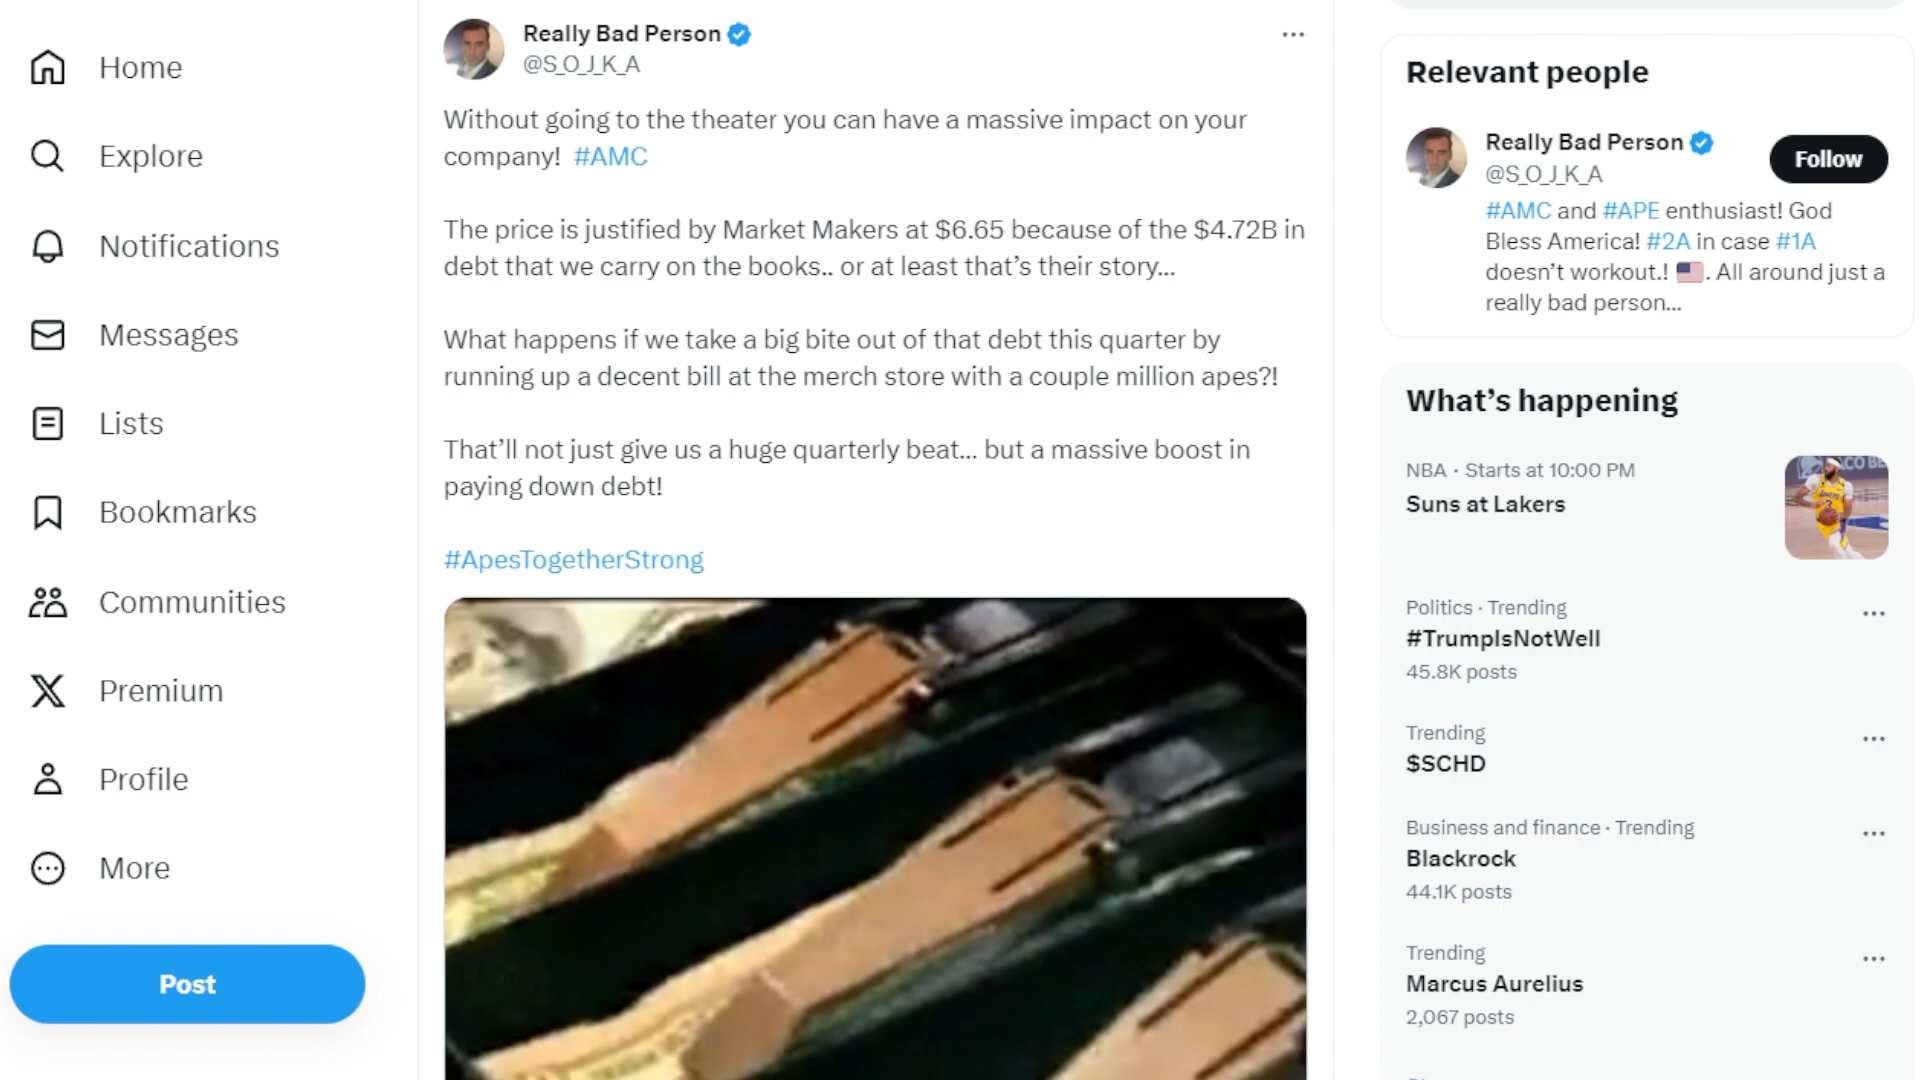 Home
Explore
Notifications
Messages
Lists
Bookmarks
Communities
Premium
Profile
More
Post
Really Bad Person
@S_O_J_K_A
Without going to the theater you can have a massive impact on your
company! #AMC
The price is justified by Market Makers at $6.65 because of the $4.72B in
debt that we carry on the books.. or at least that’s their story...
What happens if we take a big bite out of that debt this quarter by
running up a decent bill at the merch store with a couple million apes?!
That’ll not just give us a huge quarterly beat... but a massive boost in
paying down debt!
#ApesTogetherStrong
Relevant people
Really Bad Person
@S_O_J_K_A
Follow
#AMC and #APE enthusiast! God
Bless America! #2A in case #1A
doesn’t workout.! . All around just a
really bad person...
What’s happening
NBA · Starts at 10:00 PM
Suns at Lakers
Politics · Trending
#TrumpIsNotWell
45.8K posts
Trending
$SCHD
Business and finance · Trending
Blackrock
44.1K posts
Trending
Marcus Aurelius
2,067 posts